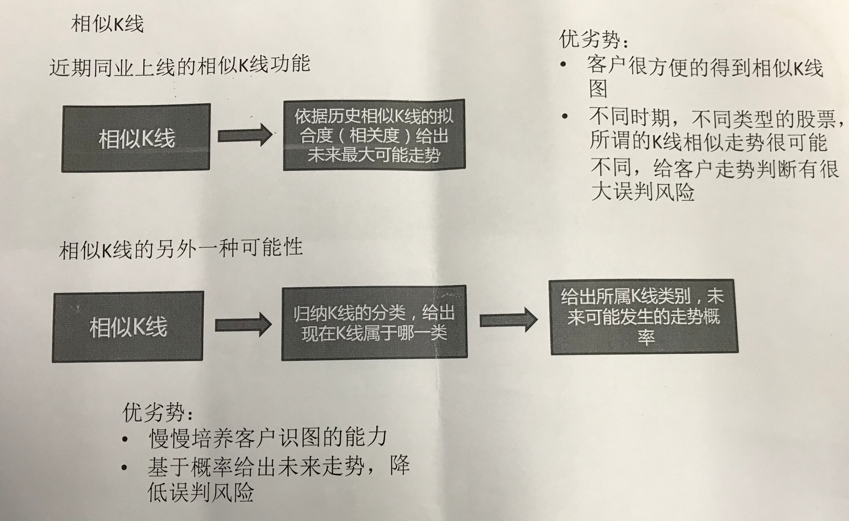 相似K线
近期同业上线的相似K线功能
相似K线
依据历史相似K线的拟
合度（相关度）给出
未来最大可能走势
优劣势：
• 客户很方便的得到相似K线
图
• 不同时期，不同类型的股票，
所谓的K线相似走势很可能
不同，给客户走势判断有很
大误判风险
相似K线的另外一种可能性
相似K线
归纳K线的分类，给出
现在K线属于哪一类
给出所属K线类别，未
来可能发生的走势概
率
优劣势：
• 慢慢培养客户识图的能力
• 基于概率给出未来走势，降
低误判风险